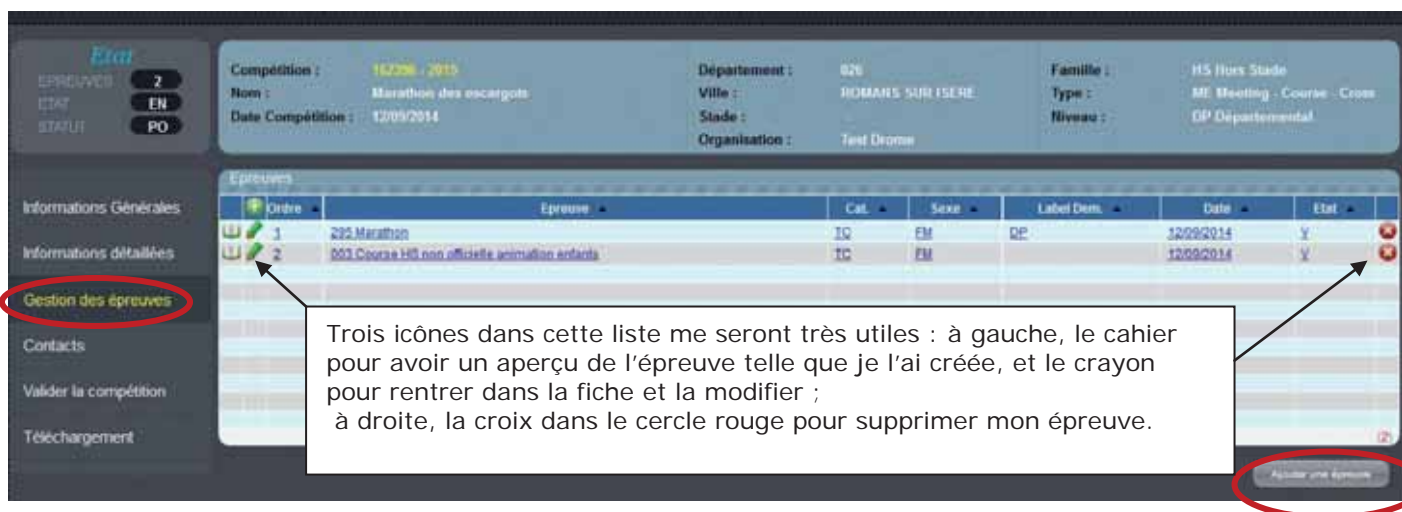 Etat
EPREUVES 2
ETAT EN
STATUT PO
Compétition : 162396 - 2015
Nom : Marathon des escargots
Date Compétition : 12/09/2014
Département : 026
Ville : ROMANS SUR ISERE
Stade : -
Organisation : Test Drome
Famille : HS Hors Stade
Type : ME Meeting - Course - Cross
Niveau : DP Départemental
Informations Générales
Informations détaillées
Gestion des épreuves
Contacts
Valider la compétition
Téléchargement
Epreuves
Ordre Epreuve Cat. Sexe Label Dem. Date Etat
1 295 Marathon TC FM DP 12/09/2014 V
2 003 Course HS non officielle animation enfants TC FM 12/09/2014 V
Trois icônes dans cette liste me seront très utiles : à gauche, le cahier
pour avoir un aperçu de l'épreuve telle que je l'ai créée, et le crayon
pour rentrer dans la fiche et la modifier ;
à droite, la croix dans le cercle rouge pour supprimer mon épreuve.
(2)
Ajouter une épreuve